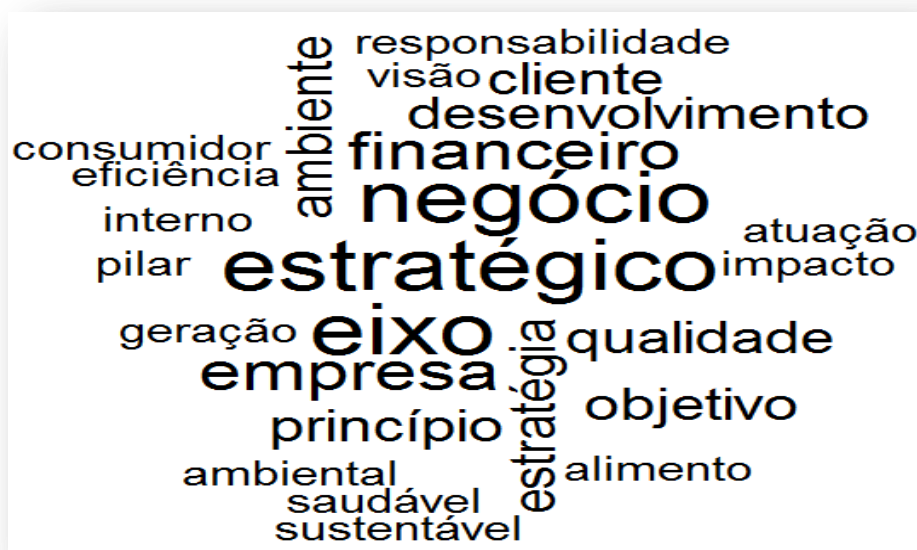 responsabilidade
visão cliente
ambiente
desenvolvimento
consumidor
financeiro
eficiência
negócio
interno
atuação
pilar
estratégico
impacto
geração
eixo
qualidade
empresa
estratégia
objetivo
princípio
ambiental
alimento
saudável
sustentável